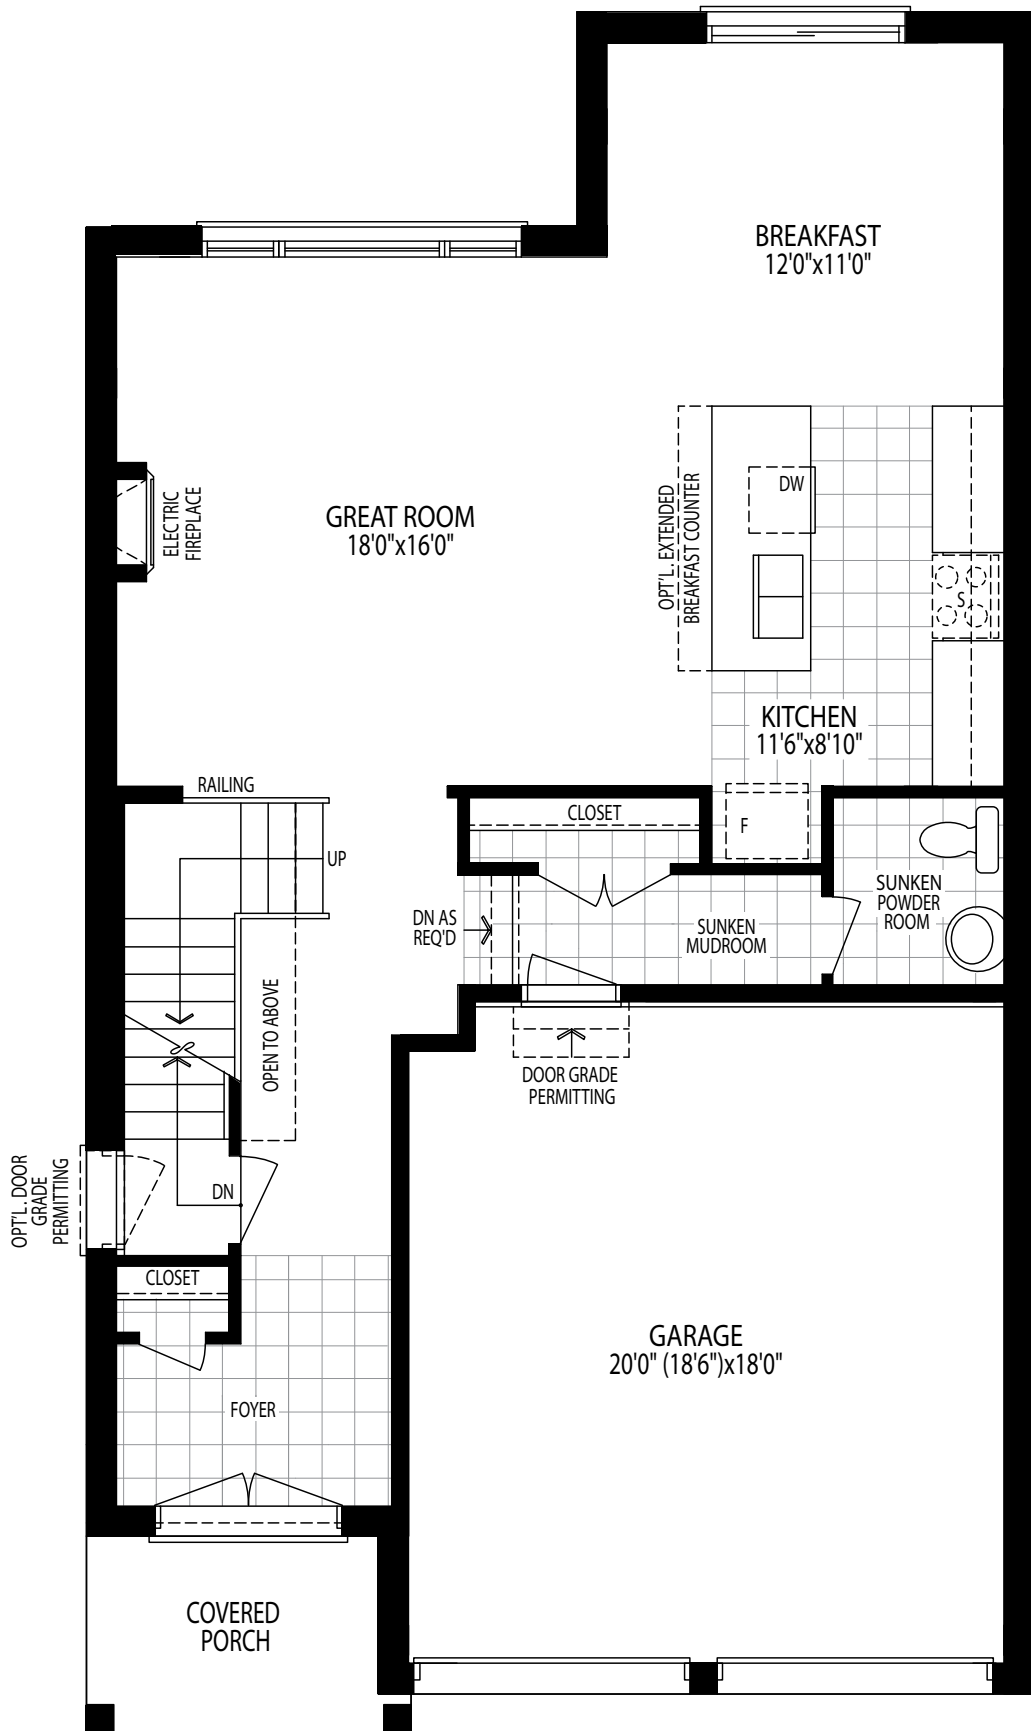 BREAKFAST
12'0"x11'0"
GREAT ROOM
18'0"x16'0"
ELECTRIC
FIREPLACE
OPT'L. EXTENDED
BREAKFAST COUNTER
DW
S
KITCHEN
11'6"x8'10"
RAILING
UP
CLOSET
F
SUNKEN
POWDER
ROOM
DN AS
REQ'D
SUNKEN
MUDROOM
OPEN TO ABOVE
DOOR GRADE
PERMITTING
OPT'L. DOOR
GRADE
PERMITTING
DN
CLOSET
FOYER
GARAGE
20'0" (18'6")x18'0"
COVERED
PORCH